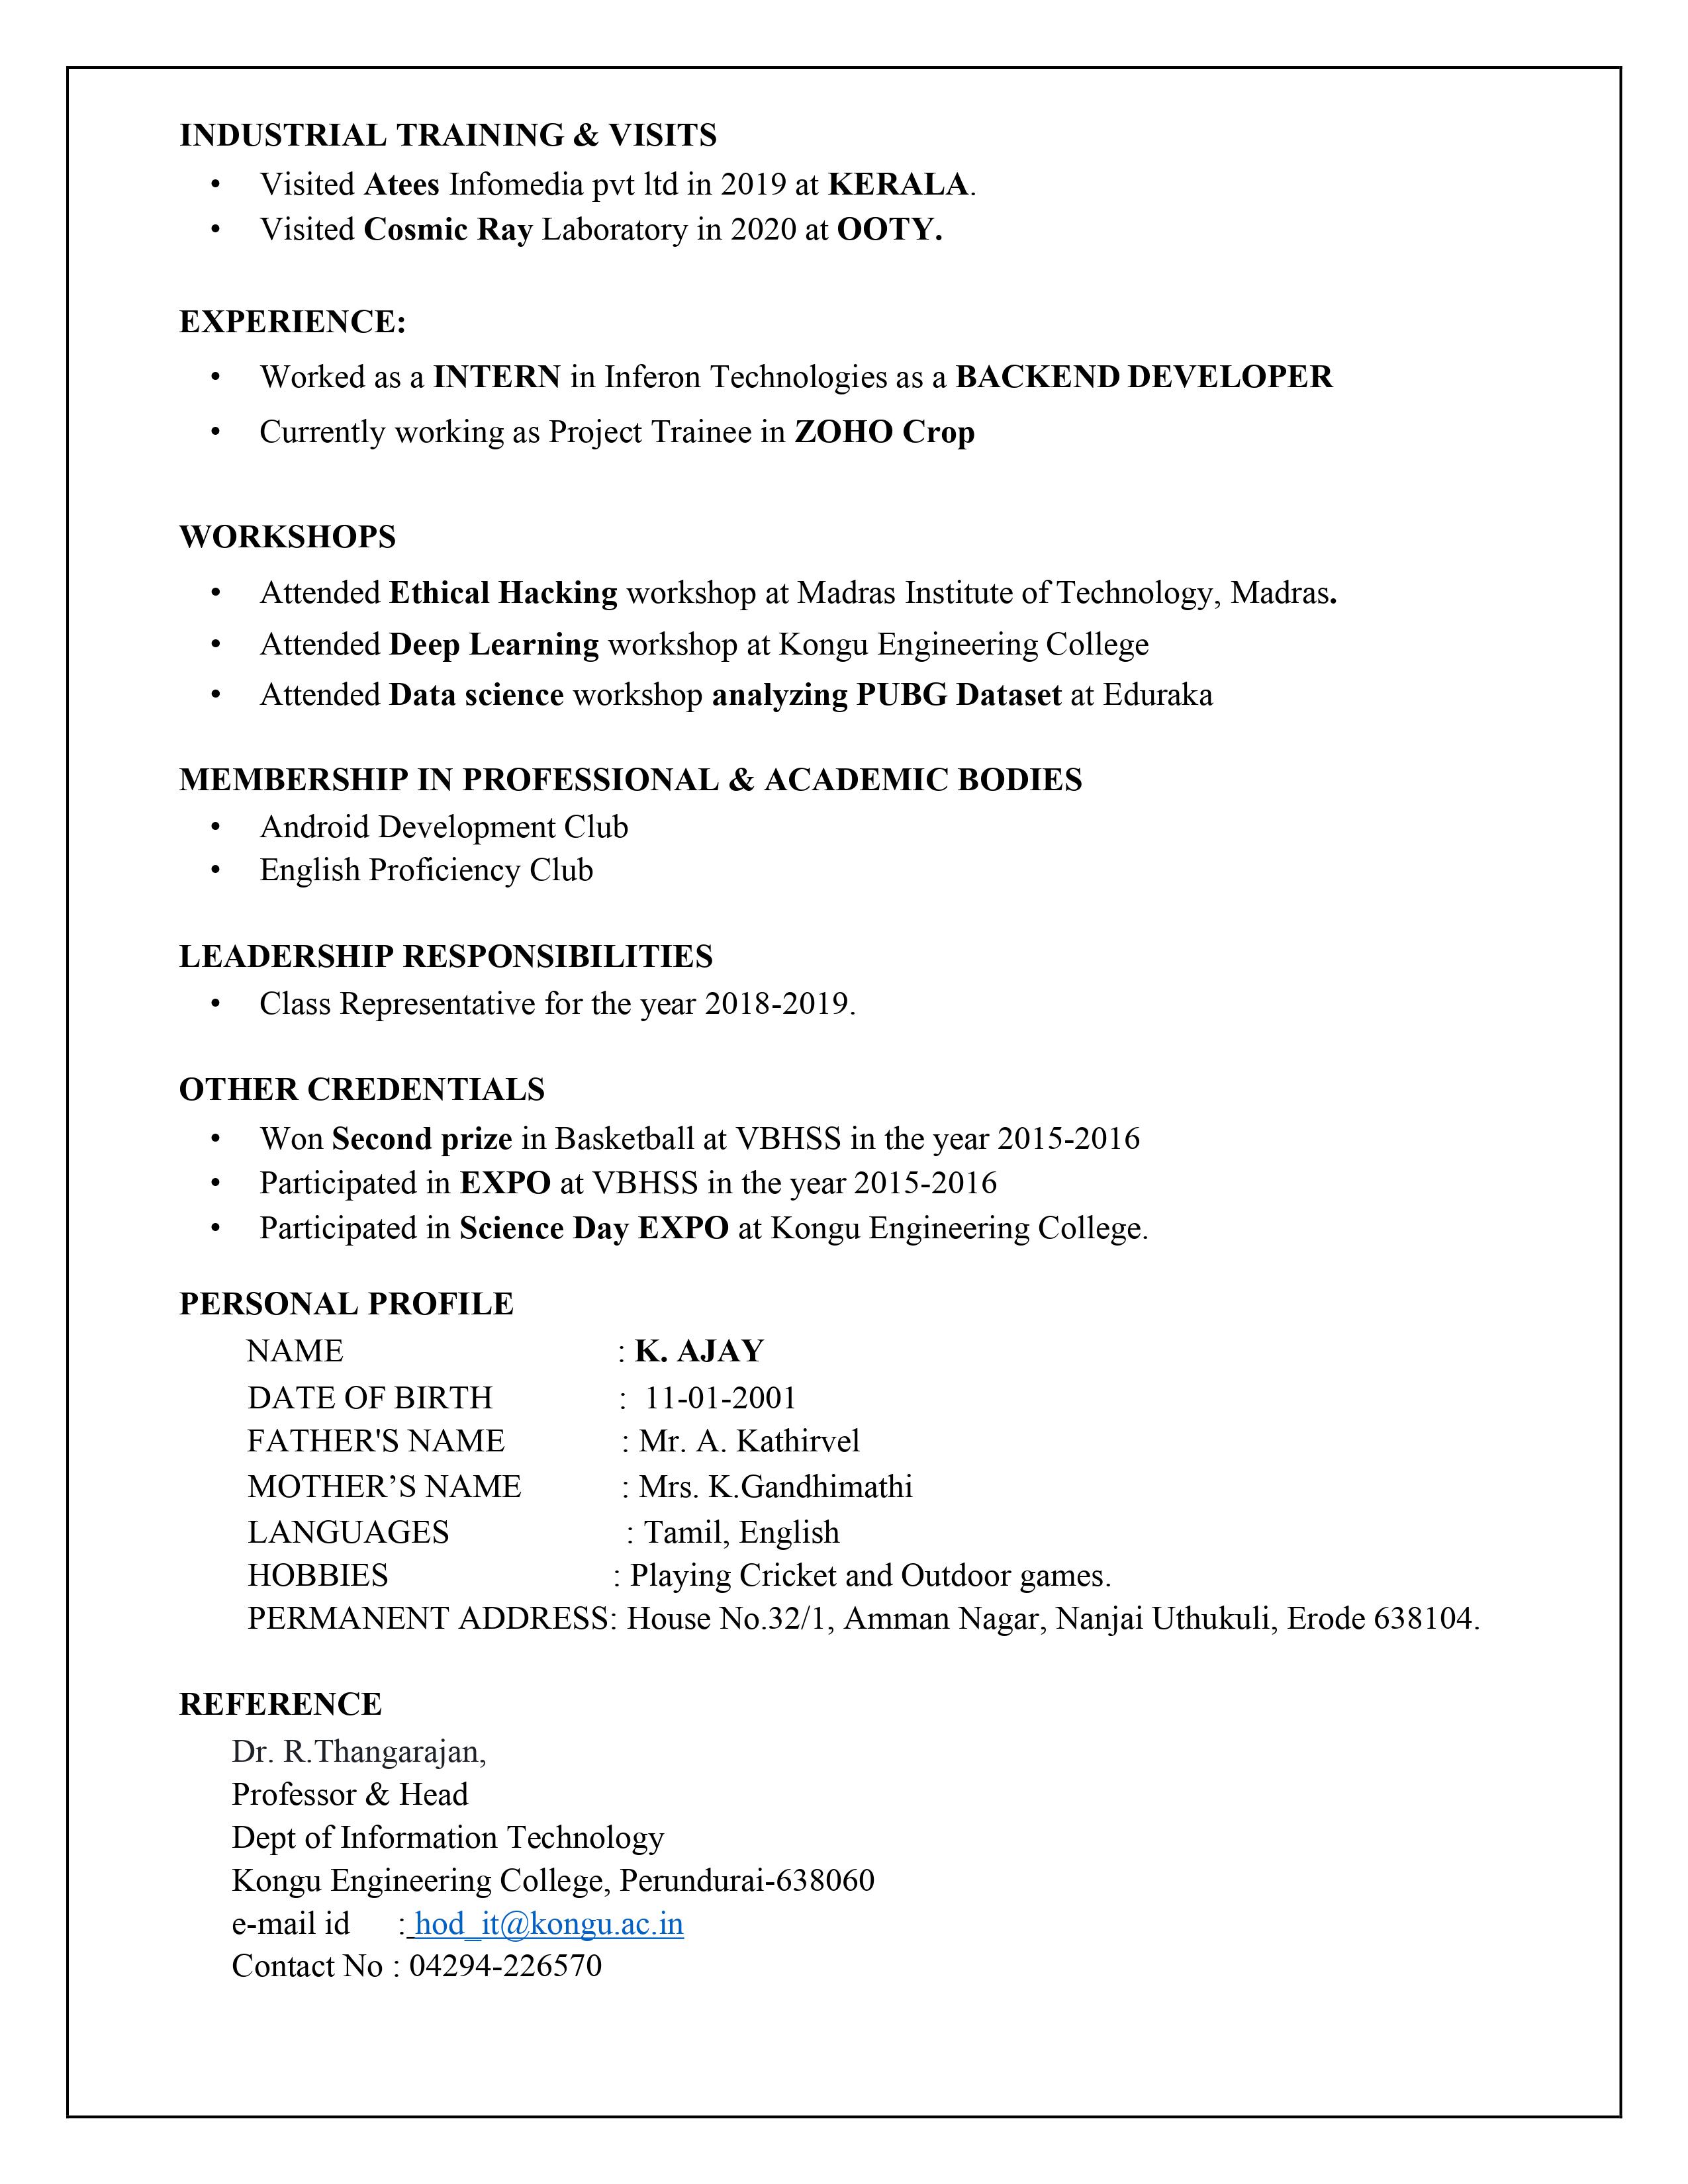 INDUSTRIAL TRAINING & VISITS
• Visited Atees Infomedia pvt ltd in 2019 at KERALA.
• Visited Cosmic Ray Laboratory in 2020 at OOTY.
EXPERIENCE:
• Worked as a INTERN in Inferon Technologies as a BACKEND DEVELOPER
• Currently working as Project Trainee in ZOHO Crop
WORKSHOPS
• Attended Ethical Hacking workshop at Madras Institute of Technology, Madras.
• Attended Deep Learning workshop at Kongu Engineering College
• Attended Data science workshop analyzing PUBG Dataset at Eduraka
MEMBERSHIP IN PROFESSIONAL & ACADEMIC BODIES
• Android Development Club
• English Proficiency Club
LEADERSHIP RESPONSIBILITIES
• Class Representative for the year 2018-2019.
OTHER CREDENTIALS
• Won Second prize in Basketball at VBHSS in the year 2015-2016
• Participated in EXPO at VBHSS in the year 2015-2016
• Participated in Science Day EXPO at Kongu Engineering College.
PERSONAL PROFILE
NAME : K. AJAY
DATE OF BIRTH : 11-01-2001
FATHER'S NAME : Mr. A. Kathirvel
MOTHER’S NAME : Mrs. K.Gandhimathi
LANGUAGES : Tamil, English
HOBBIES : Playing Cricket and Outdoor games.
PERMANENT ADDRESS: House No.32/1, Amman Nagar, Nanjai Uthukuli, Erode 638104.
REFERENCE
Dr. R.Thangarajan,
Professor & Head
Dept of Information Technology
Kongu Engineering College, Perundurai-638060
e-mail id : hod_it@kongu.ac.in
Contact No : 04294-226570